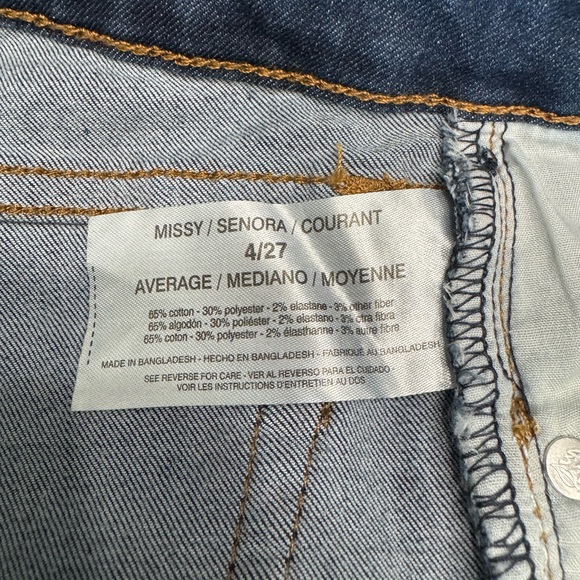 MISSY / SENORA / COURANT
4/27
AVERAGE / MEDIANO / MOYENNE
65% cotton - 30% polyester - 2% elastane - 3% other fiber
65% algodón - 30% poliéster - 2% elastano - 3% otra fibra
65% coton - 30% polyester - 2% élasthanne - 3% autre fibre
MADE IN BANGLADESH - HECHO EN BANGLADESH - FABRIQUÉ AU BANGLADESH
SEE REVERSE FOR CARE - VER AL REVERSO PARA EL CUIDADO
VOIR LES INSTRUCTIONS D'ENTRETIEN AU DOS